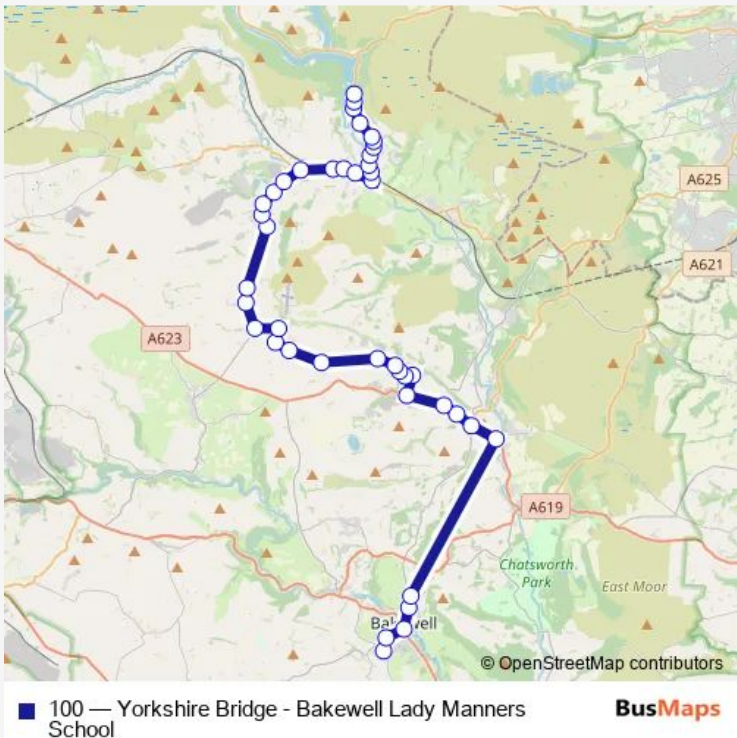 A625
A621
A623
A619
Chatsworth
Park
East Moor
Bakewell
© OpenStreetMap contributors
100 — Yorkshire Bridge - Bakewell Lady Manners
School
BusMaps